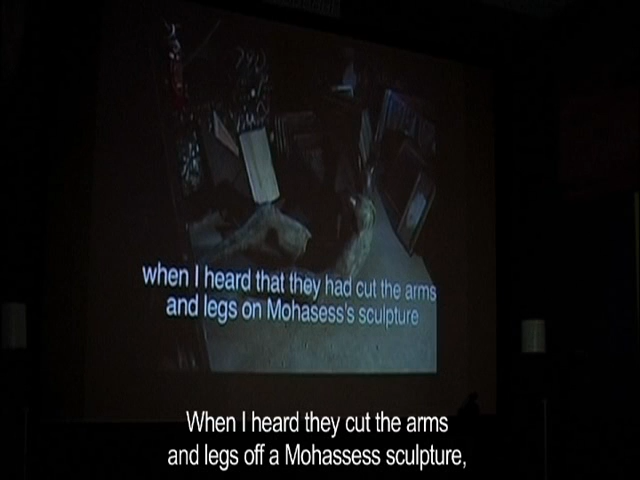 when I heard that they had cut the arms
and legs on Mohasess's sculpture
When I heard they cut the arms
and legs off a Mohassess sculpture,